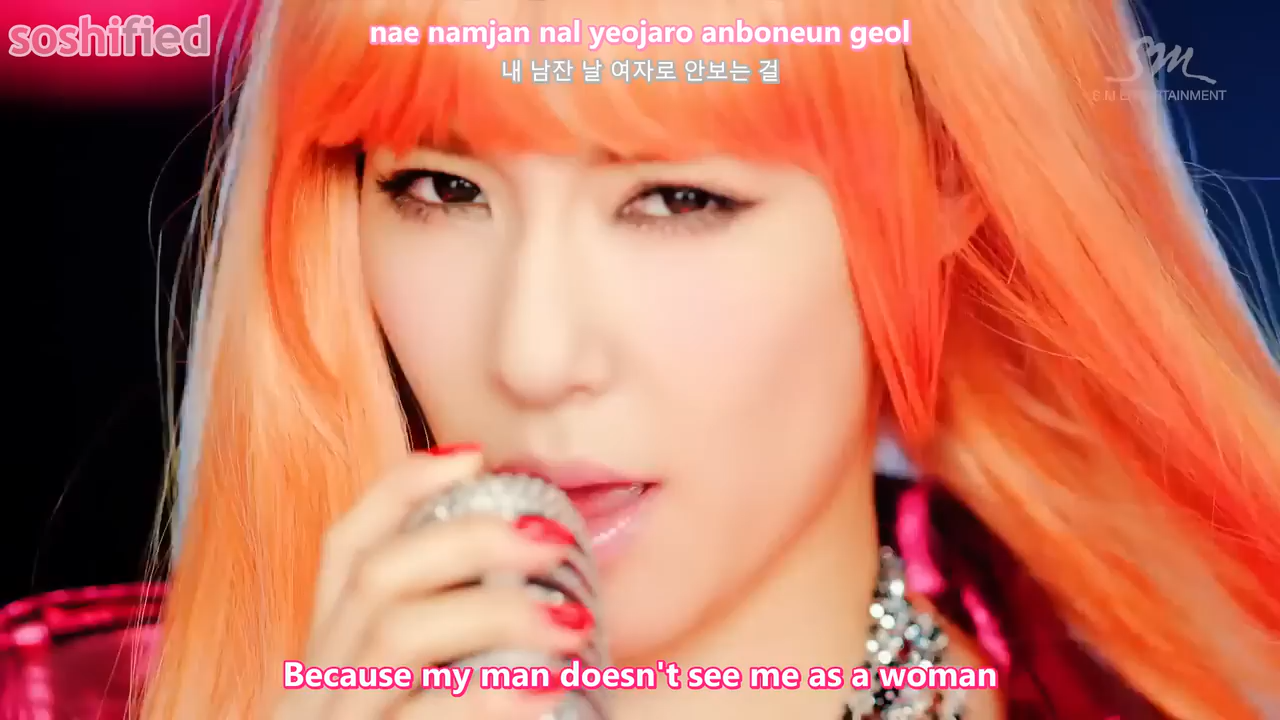 soshified
nae namjan nal yeojaro anboneun geol
내 남잔 날 여자로 안보는 걸
SM
S.M ENTERTAINMENT
Because my man doesn't see me as a woman